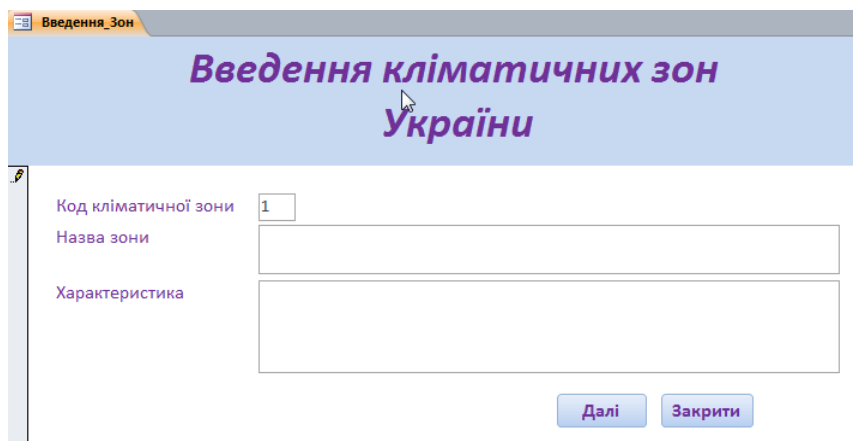 Введення_Зон
Введення кліматичних зон
України
Код кліматичної зони 1
Назва зони
Характеристика
Далі Закрити